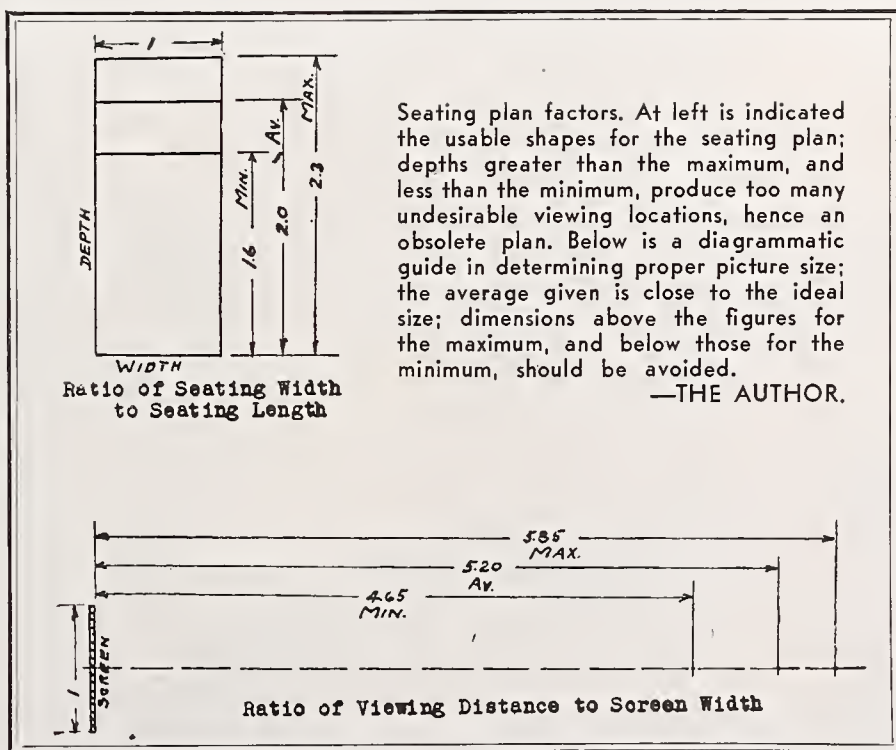 1
MAX.
AV.
MIN.
2.3
2.0
1.6
DEPTH
WIDTH
Ratio of Seating Width
to Seating Length
Seating plan factors. At left is indicated
the usable shapes for the seating plan;
depths greater than the maximum, and
less than the minimum, produce too many
undesirable viewing locations, hence an
obsolete plan. Below is a diagrammatic
guide in determining proper picture size;
the average given is close to the ideal
size; dimensions above the figures for
the maximum, and below those for the
minimum, should be avoided.
—THE AUTHOR.
5.85
MAX.
5.20
AV.
4.65
MIN.
1
SCREEN
Ratio of Viewing Distance to Screen Width